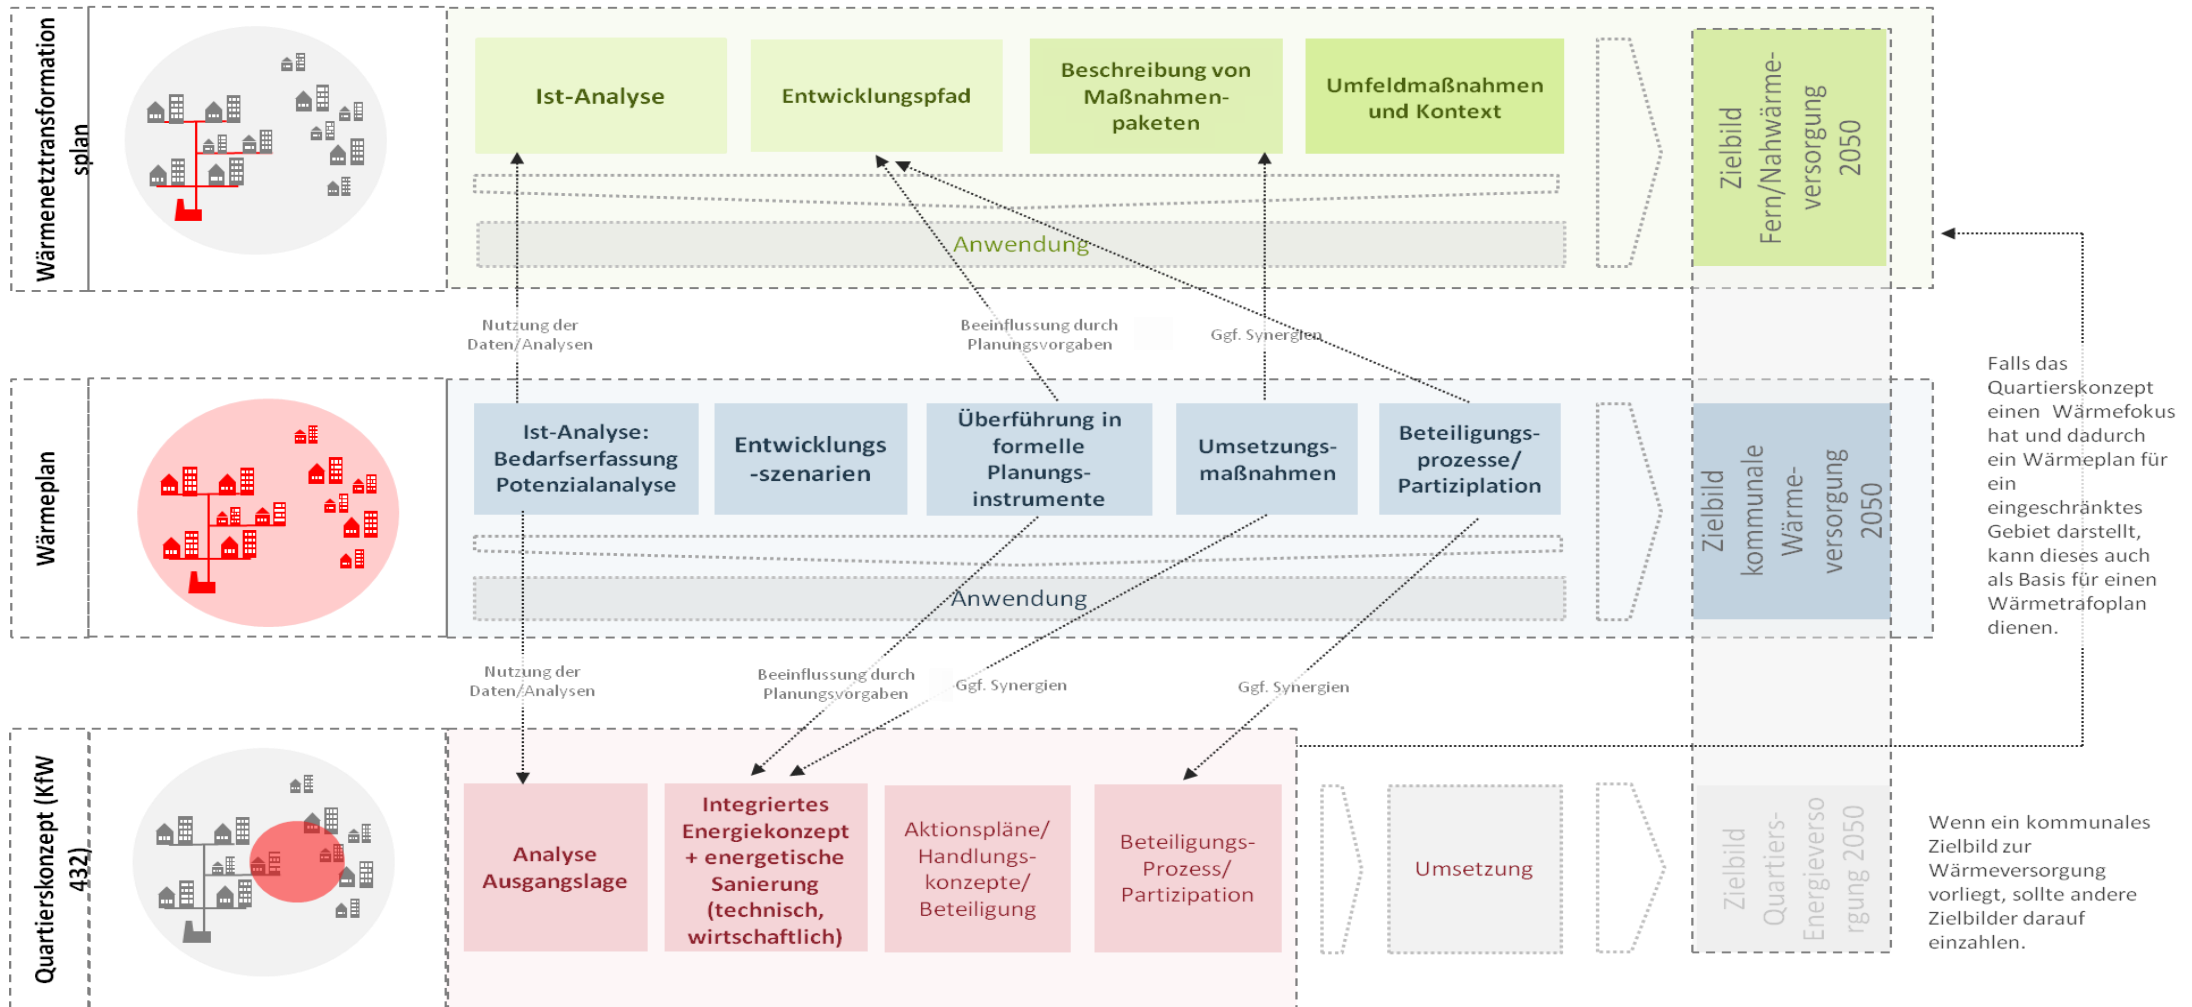 Wärmenetztransformation
splan
Ist-Analyse
Entwicklungspfad
Beschreibung von
Maßnahmen-
paketen
Umfeldmaßnahmen
und Kontext
Anwendung
Zielbild
Fern/Nahwärme-
versorgung
2050
Nutzung der
Daten/Analysen
Beeinflussung durch
Planungsvorgaben
Ggf. Synergien
Wärmeplan
Ist-Analyse:
Bedarfserfassung
Potenzialanalyse
Entwicklungs
-szenarien
Überführung in
formelle
Planungs-
instrumente
Umsetzungs-
maßnahmen
Beteiligungs-
prozesse/
Partiziplation
Anwendung
Zielbild
kommunale
Wärme-
versorgung
2050
Falls das
Quartierskonzept
einen Wärmefokus
hat und dadurch
ein Wärmeplan für
ein
eingeschränktes
Gebiet darstellt,
kann dieses auch
als Basis für einen
Wärmetrafoplan
dienen.
Nutzung der
Daten/Analysen
Beeinflussung durch
Planungsvorgaben
Ggf. Synergien
Ggf. Synergien
Quartierskonzept (KfW
432)
Analyse
Ausgangslage
Integriertes
Energiekonzept
+ energetische
Sanierung
(technisch,
wirtschaftlich)
Aktionspläne/
Handlungs-
konzepte/
Beteiligung
Beteiligungs-
Prozess/
Partizipation
Umsetzung
Zielbild
Quartiers-
Energieverso
rgung 2050
Wenn ein kommunales
Zielbild zur
Wärmeversorgung
vorliegt, sollte andere
Zielbilder darauf
einzahlen.